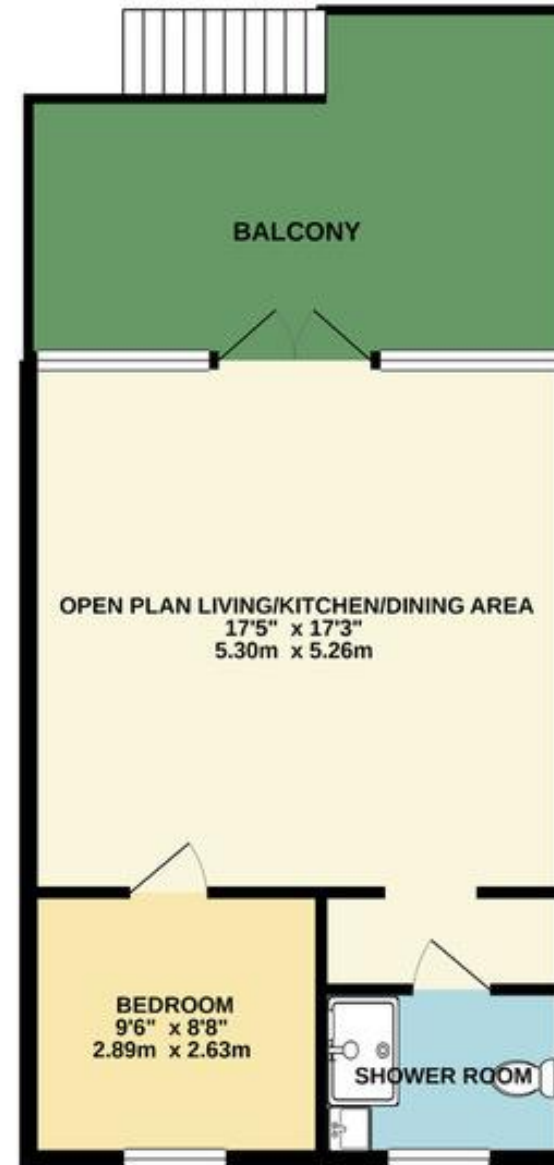 BALCONY
OPEN PLAN LIVING/KITCHEN/DINING AREA
17'5" x 17'3"
5.30m x 5.26m
BEDROOM
9'6" x 8'8"
2.89m x 2.63m
SHOWER ROOM